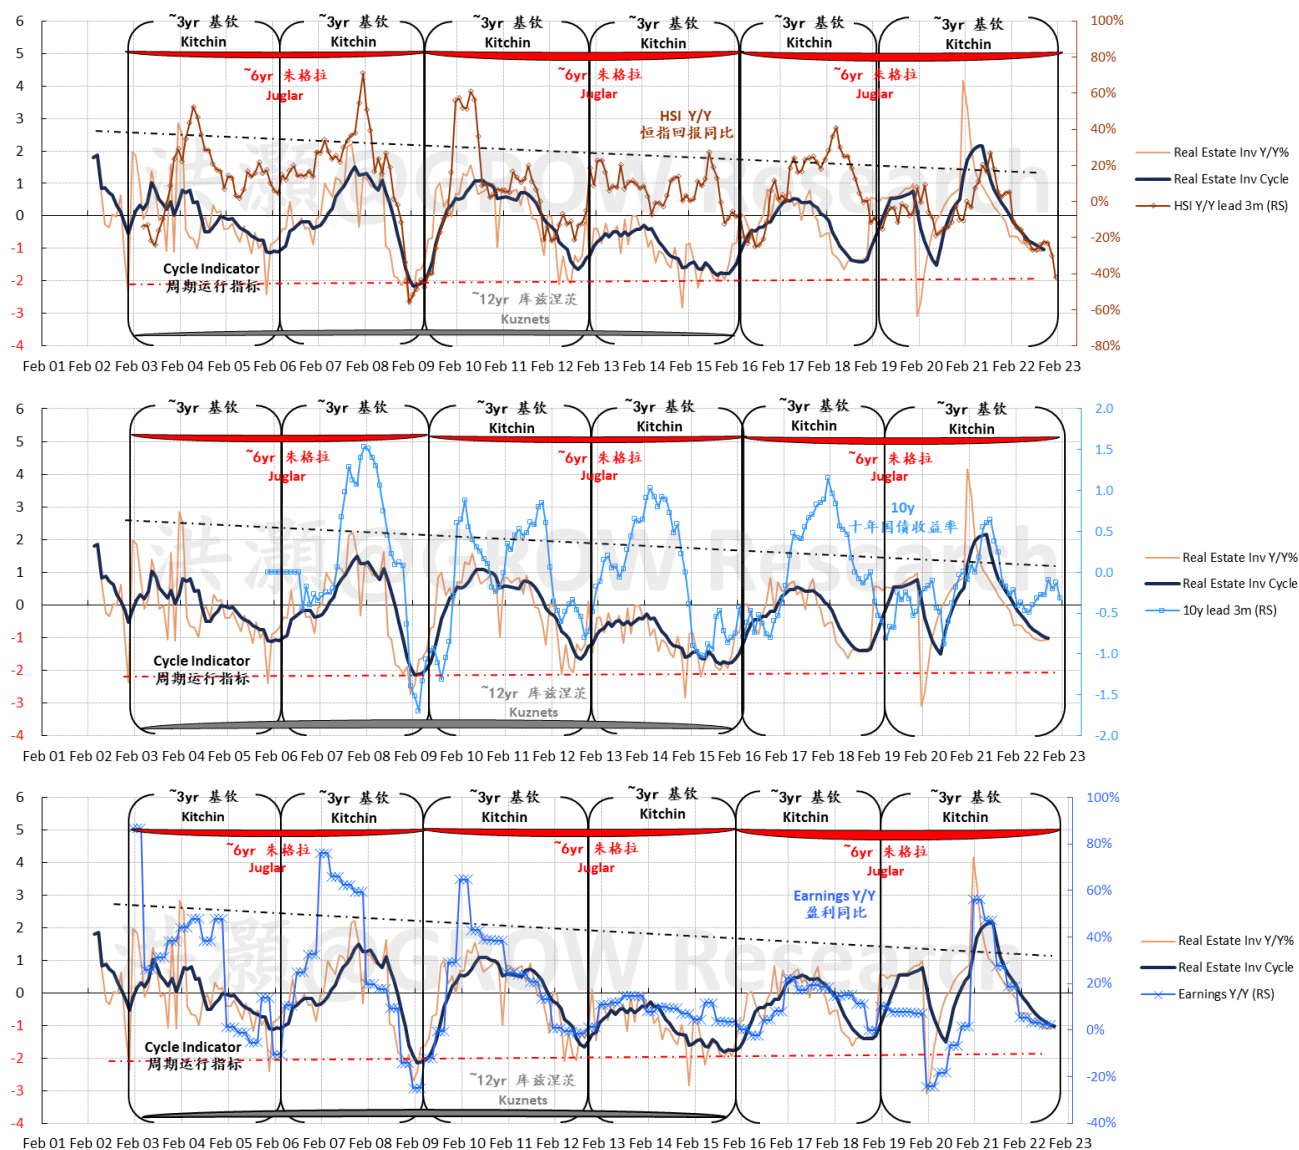 ~3yr 基钦
Kitchin
~3yr 基钦
Kitchin
~3yr 基钦
Kitchin
~3yr 基钦
Kitchin
~3yr 基钦
Kitchin
~3yr 基钦
Kitchin
~6yr 朱格拉
Juglar
~6yr 朱格拉
Juglar
~6yr 朱格拉
Juglar
HSI Y/Y
恒指回报同比
洪灏@GROW Research
Cycle Indicator
周期运行指标
~12yr 库兹涅茨
Kuznets
6
5
4
3
2
1
0
-1
-2
-3
-4
100%
80%
60%
40%
20%
0%
-20%
-40%
-60%
-80%
Feb 01 Feb 02 Feb 03 Feb 04 Feb 05 Feb 06 Feb 07 Feb 08 Feb 09 Feb 10 Feb 11 Feb 12 Feb 13 Feb 14 Feb 15 Feb 16 Feb 17 Feb 18 Feb 19 Feb 20 Feb 21 Feb 22 Feb 23
Real Estate Inv Y/Y%
Real Estate Inv Cycle
HSI Y/Y lead 3m (RS)
~3yr 基钦
Kitchin
~3yr 基钦
Kitchin
~3yr 基钦
Kitchin
~3yr 基钦
Kitchin
~3yr 基钦
Kitchin
~3yr 基钦
Kitchin
~6yr 朱格拉
Juglar
~6yr 朱格拉
Juglar
~6yr 朱格拉
Juglar
10y
十年国债收益率
洪灏@GROW Research
Cycle Indicator
周期运行指标
~12yr 库兹涅茨
Kuznets
6
5
4
3
2
1
0
-1
-2
-3
-4
2.0
1.5
1.0
0.5
0.0
-0.5
-1.0
-1.5
-2.0
Feb 01 Feb 02 Feb 03 Feb 04 Feb 05 Feb 06 Feb 07 Feb 08 Feb 09 Feb 10 Feb 11 Feb 12 Feb 13 Feb 14 Feb 15 Feb 16 Feb 17 Feb 18 Feb 19 Feb 20 Feb 21 Feb 22 Feb 23
Real Estate Inv Y/Y%
Real Estate Inv Cycle
10y lead 3m (RS)
~3yr 基钦
Kitchin
~3yr 基钦
Kitchin
~3yr 基钦
Kitchin
~3yr 基钦
Kitchin
~3yr 基钦
Kitchin
~3yr 基钦
Kitchin
~6yr 朱格拉
Juglar
~6yr 朱格拉
Juglar
~6yr 朱格拉
Juglar
Earnings Y/Y
盈利同比
洪灏@GROW Research
Cycle Indicator
周期运行指标
~12yr 库兹涅茨
Kuznets
6
5
4
3
2
1
0
-1
-2
-3
-4
100%
80%
60%
40%
20%
0%
-20%
-40%
Feb 01 Feb 02 Feb 03 Feb 04 Feb 05 Feb 06 Feb 07 Feb 08 Feb 09 Feb 10 Feb 11 Feb 12 Feb 13 Feb 14 Feb 15 Feb 16 Feb 17 Feb 18 Feb 19 Feb 20 Feb 21 Feb 22 Feb 23
Real Estate Inv Y/Y%
Real Estate Inv Cycle
Earnings Y/Y (RS)